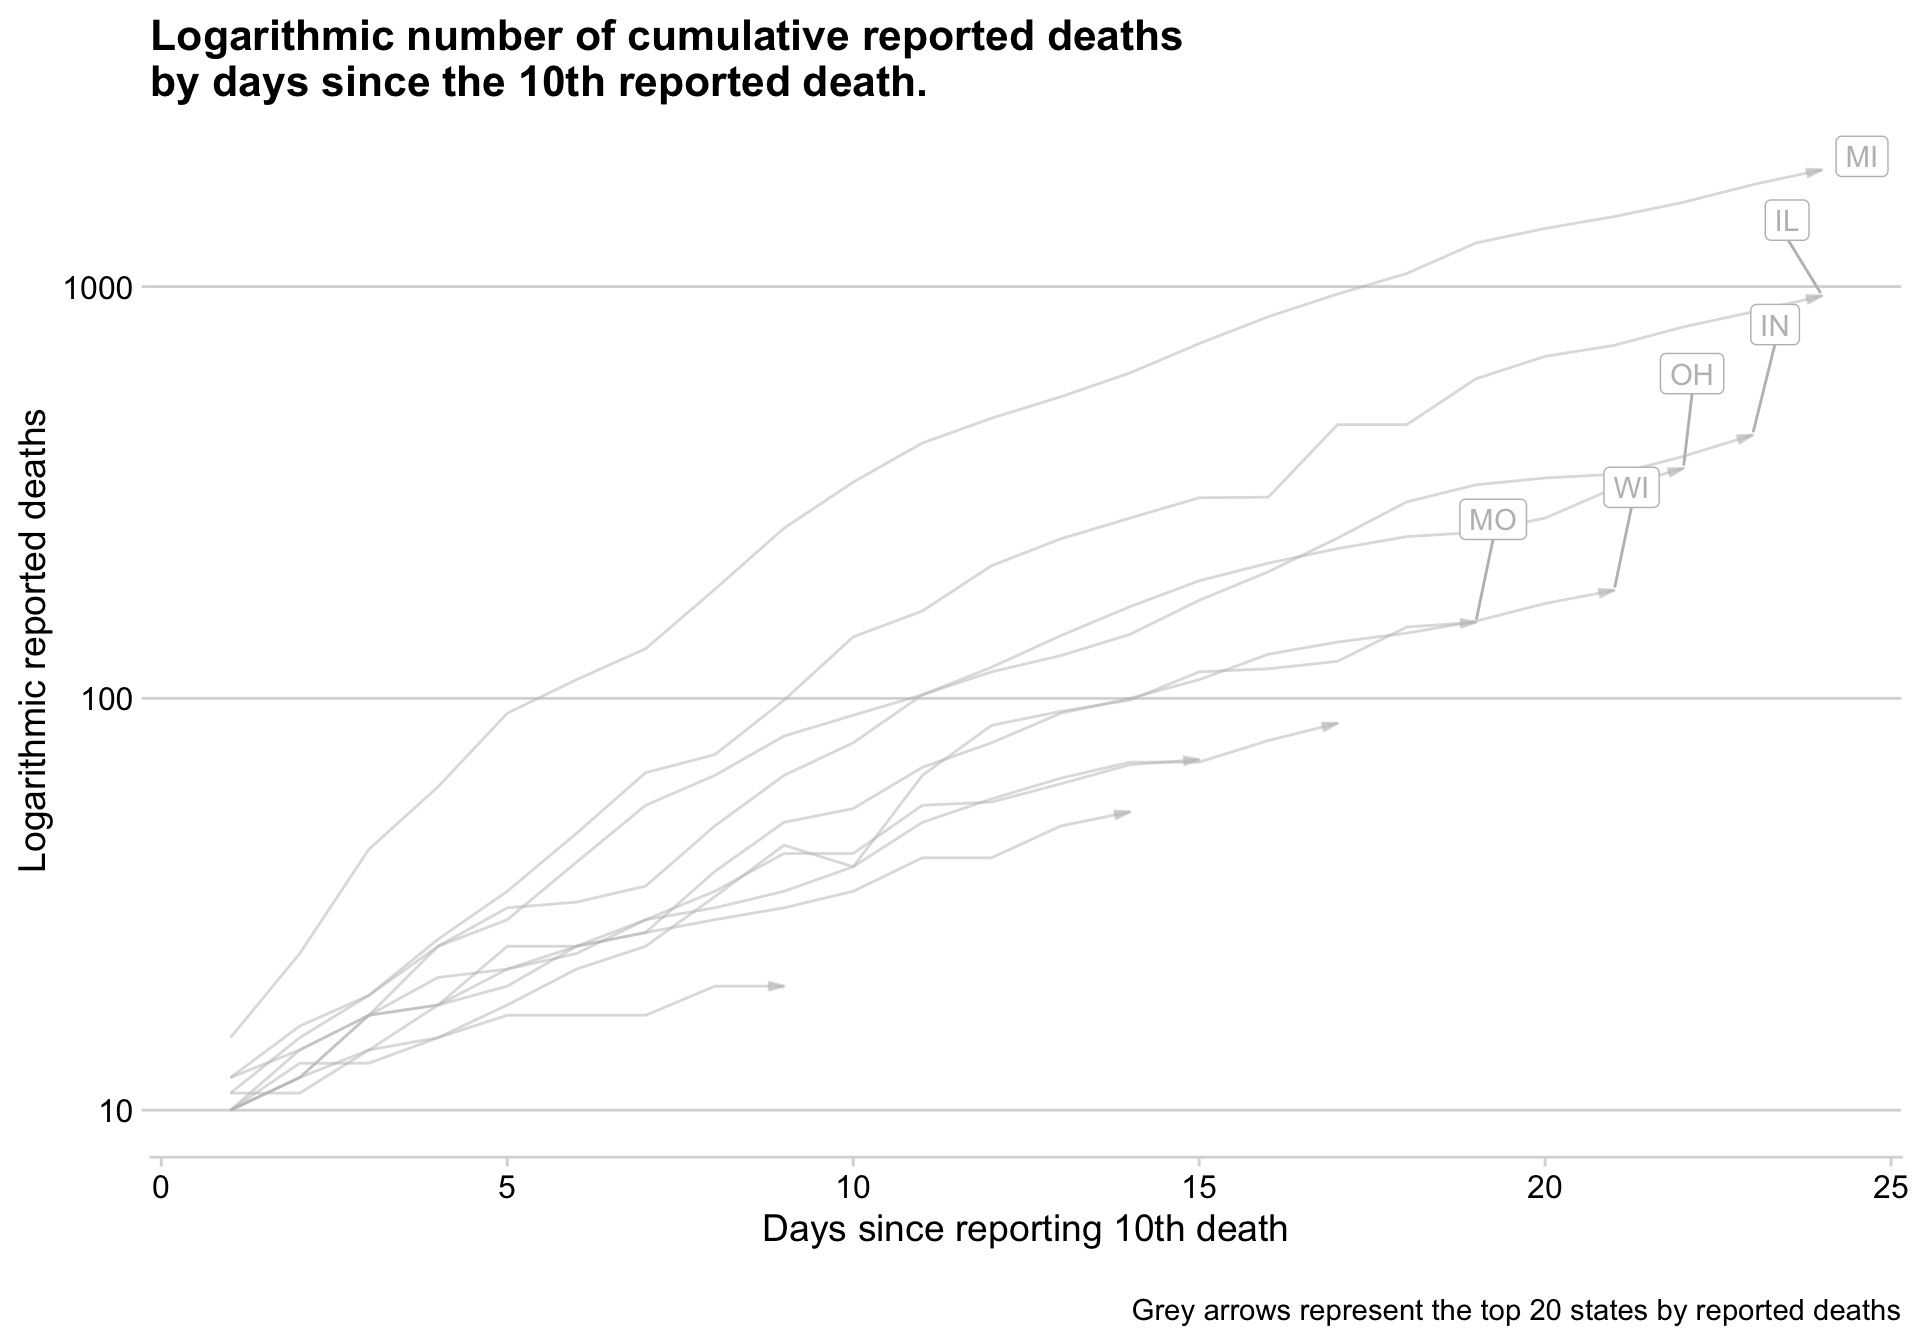 Logarithmic number of cumulative reported deaths
by days since the 10th reported death.
MI
IL
1000
IN
OH
WI
MO
Logarithmic reported deaths
100
10
0 5 10 15 20 25
Days since reporting 10th death
Grey arrows represent the top 20 states by reported deaths